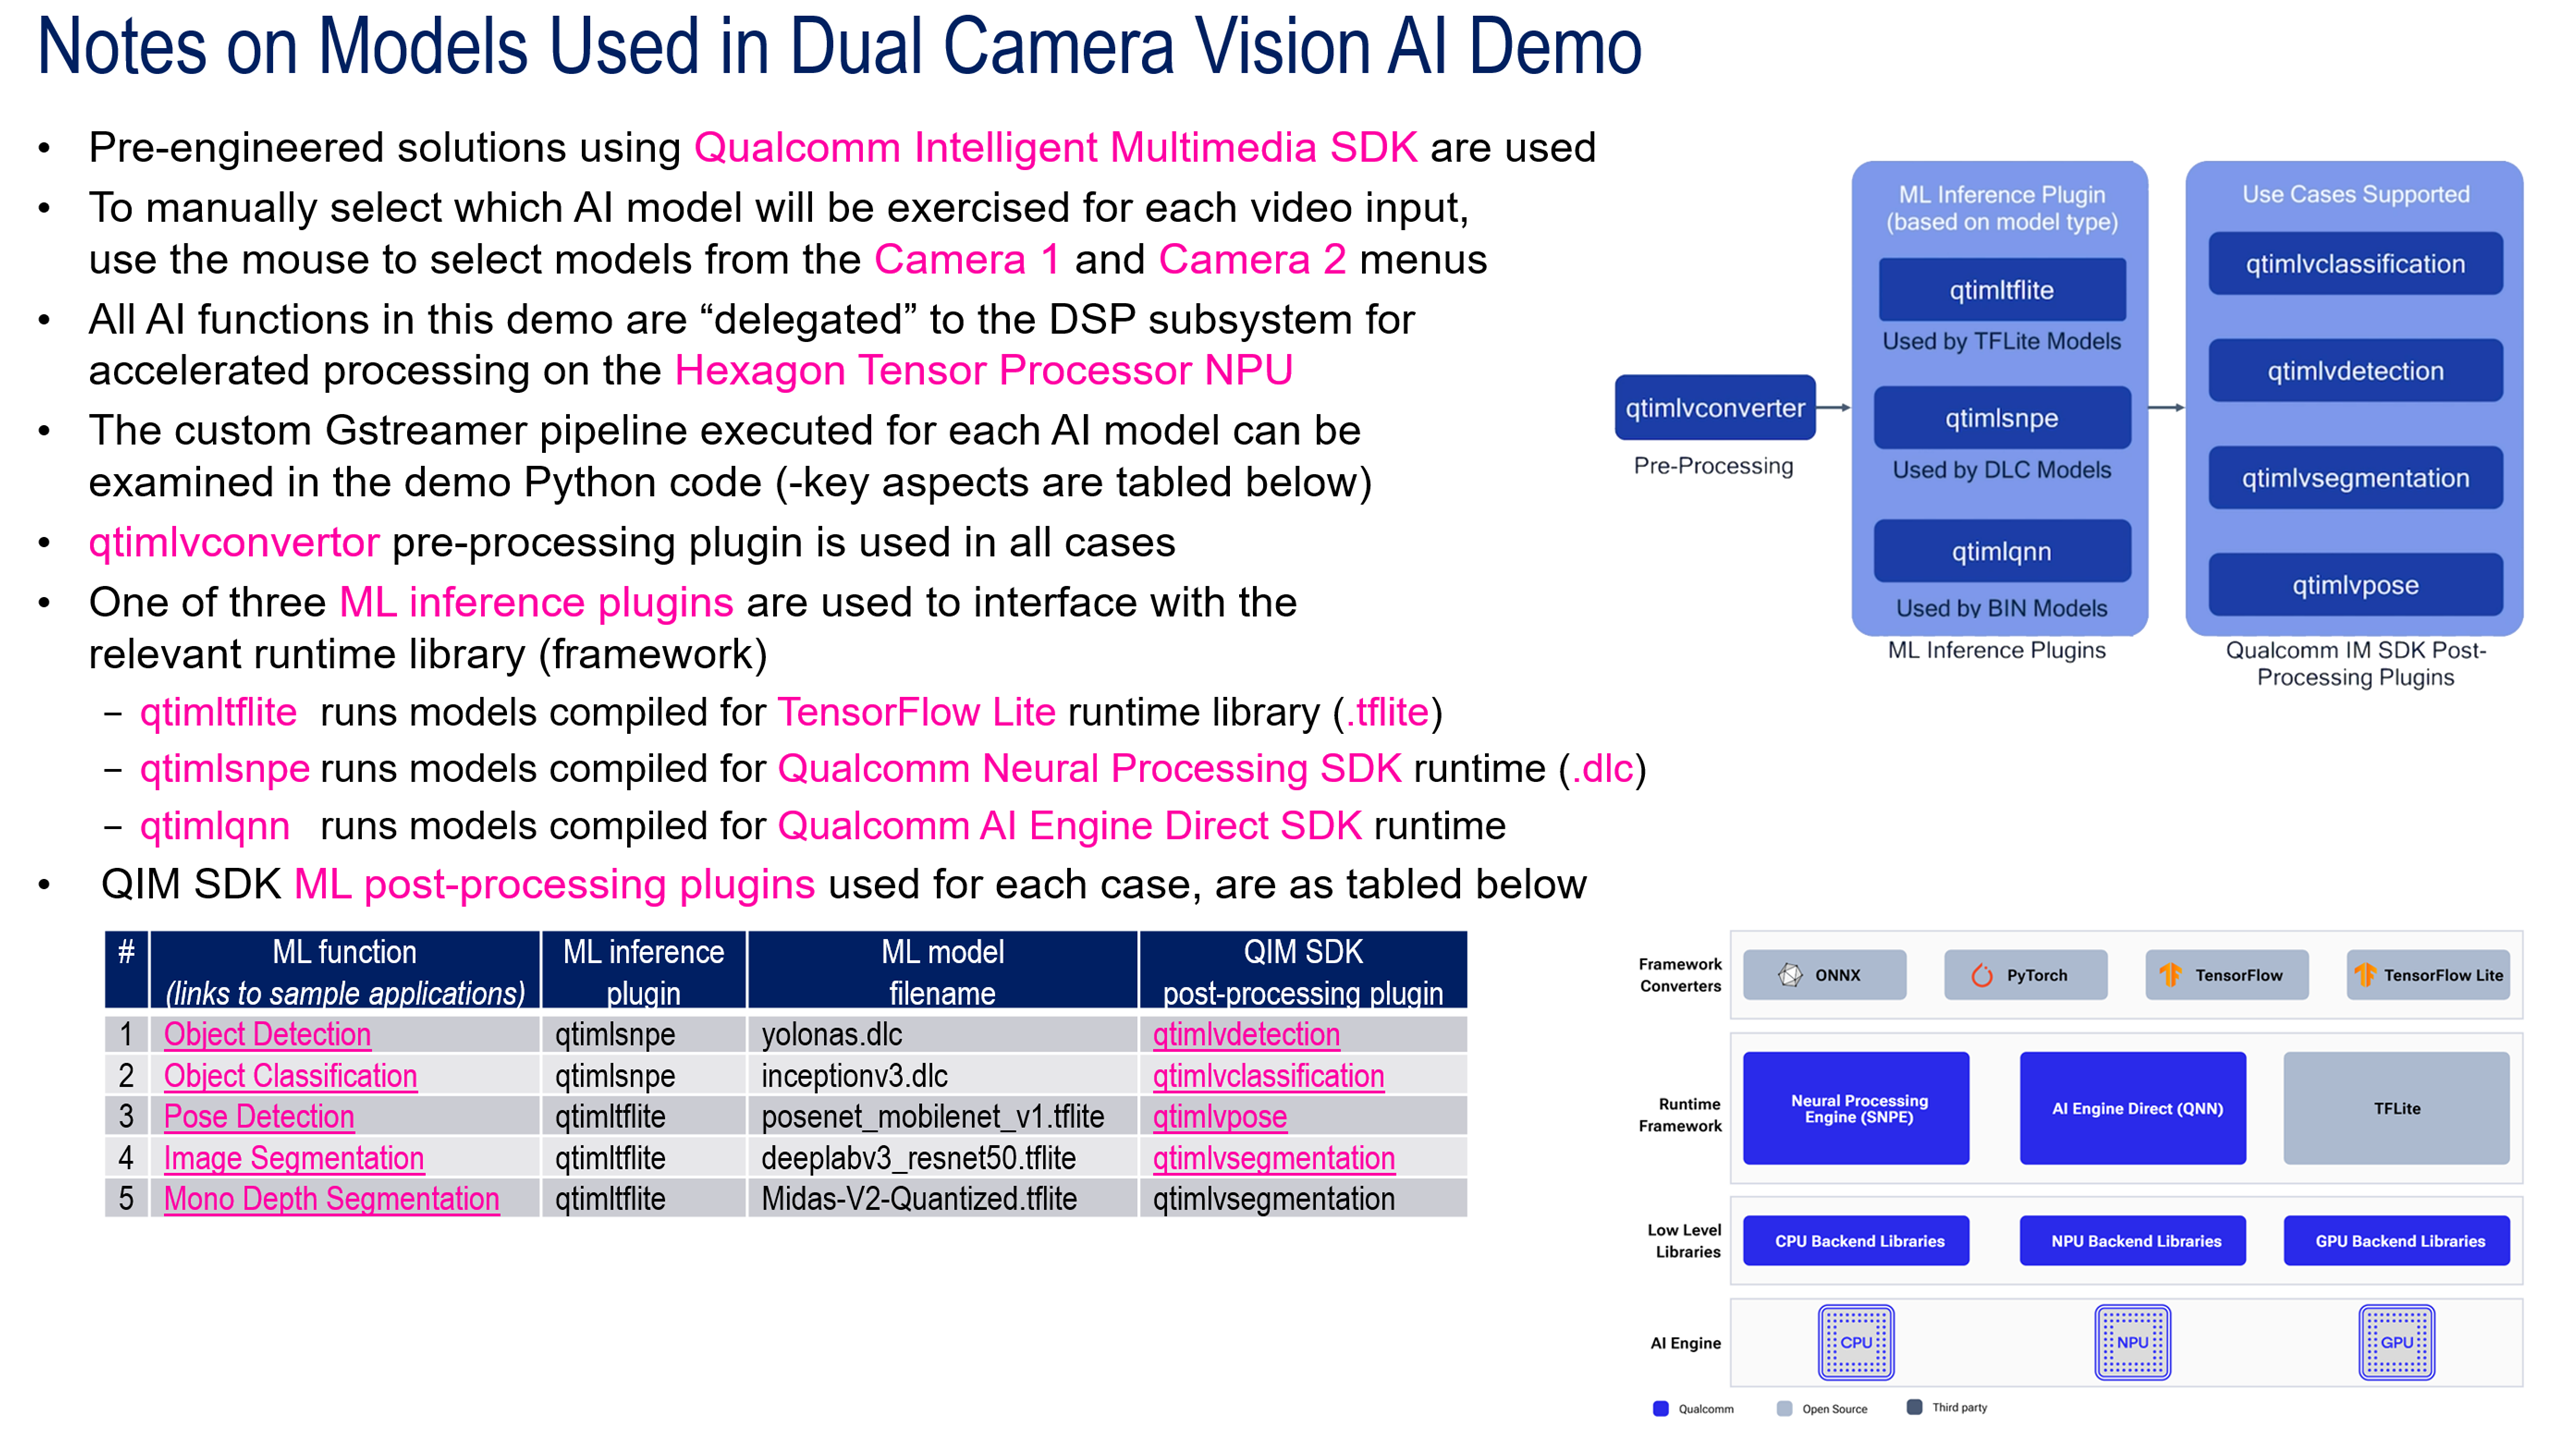 Notes on Models Used in Dual Camera Vision AI Demo
• Pre-engineered solutions using Qualcomm Intelligent Multimedia SDK are used
• To manually select which AI model will be exercised for each video input,
use the mouse to select models from the Camera 1 and Camera 2 menus
• All AI functions in this demo are “delegated” to the DSP subsystem for
accelerated processing on the Hexagon Tensor Processor NPU
• The custom Gstreamer pipeline executed for each AI model can be
examined in the demo Python code (-key aspects are tabled below)
• qtimlvconvertor pre-processing plugin is used in all cases
• One of three ML inference plugins are used to interface with the
relevant runtime library (framework)
– qtimltflite runs models compiled for TensorFlow Lite runtime library (.tflite)
– qtimlsnpe runs models compiled for Qualcomm Neural Processing SDK runtime (.dlc)
– qtimlqnn runs models compiled for Qualcomm AI Engine Direct SDK runtime
• QIM SDK ML post-processing plugins used for each case, are as tabled below
# ML function ML inference ML model QIM SDK
(links to sample applications) plugin filename post-processing plugin
1 Object Detection qtimlsnpe yolonas.dlc qtimlvdetection
2 Object Classification qtimlsnpe inceptionv3.dlc qtimlvclassification
3 Pose Detection qtimltflite posenet_mobilenet_v1.tflite qtimlvpose
4 Image Segmentation qtimltflite deeplabv3_resnet50.tflite qtimlvsegmentation
5 Mono Depth Segmentation qtimltflite Midas-V2-Quantized.tflite qtimlvsegmentation
qtimlvconverter
Pre-Processing
ML Inference Plugin
(based on model type)
qtimltflite
Used by TFLite Models
qtimlsnpe
Used by DLC Models
qtimlqnn
Used by BIN Models
ML Inference Plugins
Use Cases Supported
qtimlvclassification
qtimlvdetection
qtimlvsegmentation
qtimlvpose
Qualcomm IM SDK Post-
Processing Plugins
Framework
Converters
ONNX PyTorch TensorFlow TensorFlow Lite
Runtime
Framework
Neural Processing
Engine (SNPE)
AI Engine Direct (QNN)
TFLite
Low Level
Libraries
CPU Backend Libraries NPU Backend Libraries GPU Backend Libraries
AI Engine
CPU NPU GPU
Qualcomm Open Source Third party